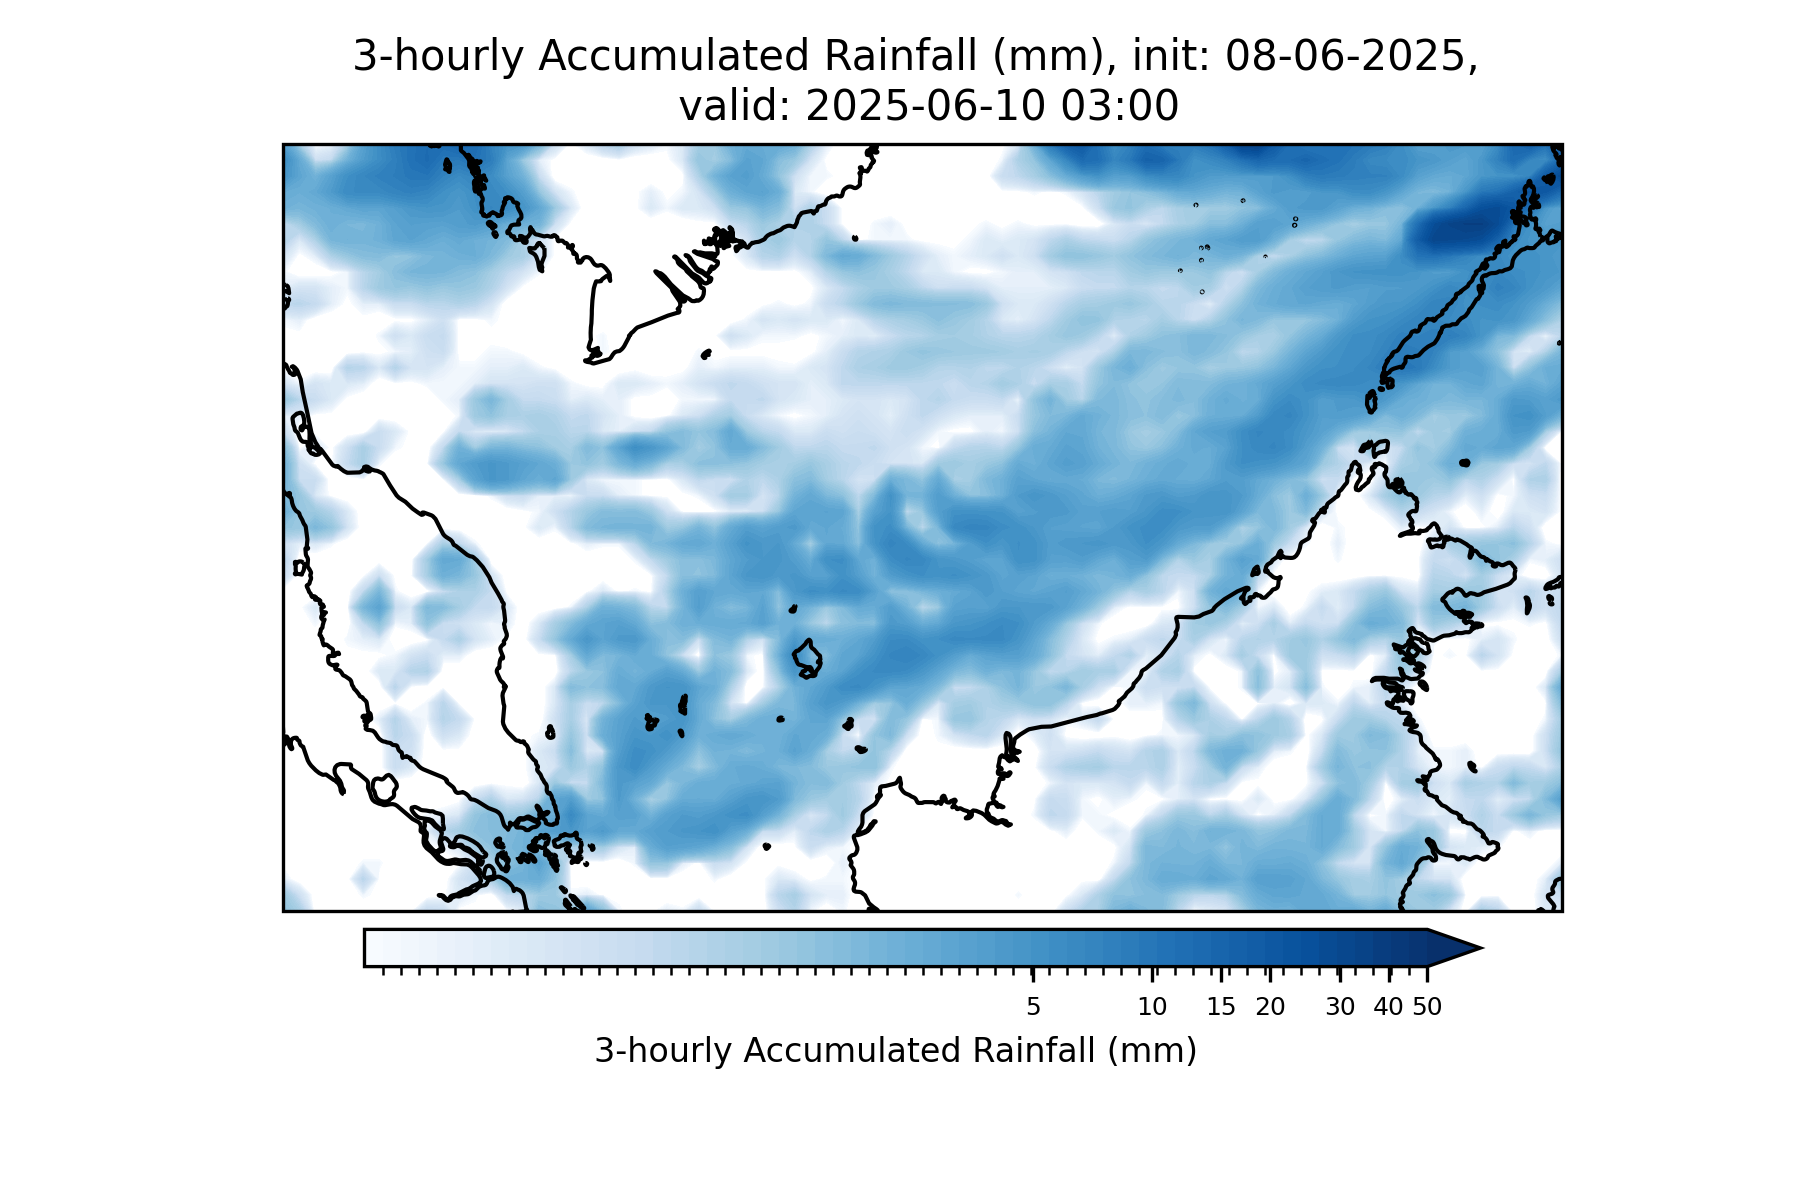 3-hourly Accumulated Rainfall (mm), init: 08-06-2025,
valid: 2025-06-10 03:00
5 10 15 20 30 40 50
3-hourly Accumulated Rainfall (mm)